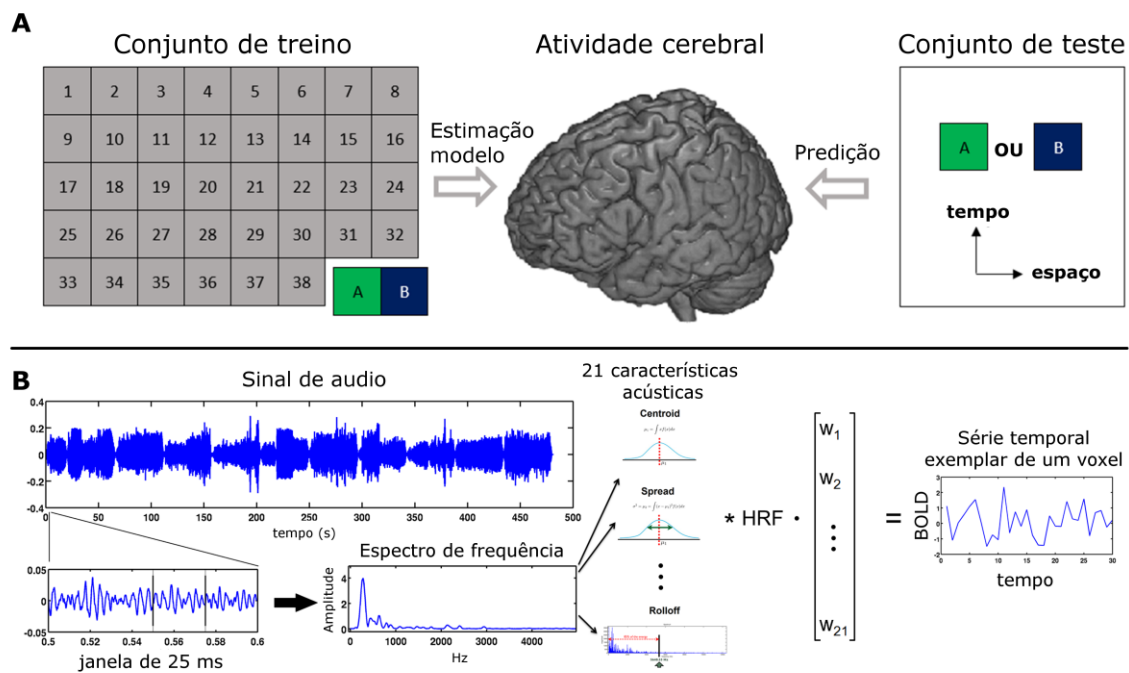 A
Conjunto de treino
Atividade cerebral
Conjunto de teste
1 2 3 4 5 6 7 8
9 10 11 12 13 14 15 16
17 18 19 20 21 22 23 24
25 26 27 28 29 30 31 32
33 34 35 36 37 38
A B
Estimação
modelo
Predição
A OU B
tempo
espaço
B
Sinal de audio
0.4
0.2
0
-0.2
-0.4
0 50 100 150 200 250 300 350 400 450 500
tempo (s)
0.05
0
-0.05
0.5 0.52 0.54 0.56 0.58 0.6
janela de 25 ms
Espectro de frequência
Amplitude
4
2
0
0 1000 2000 3000 4000
Hz
21 características
acústicas
Centroid
Spread
Rolloff
* HRF ·
w1
w2
w21
=
Série temporal
exemplar de um voxel
BOLD
3
2
1
0
-1
-2
0 5 10 15 20 25 30
tempo